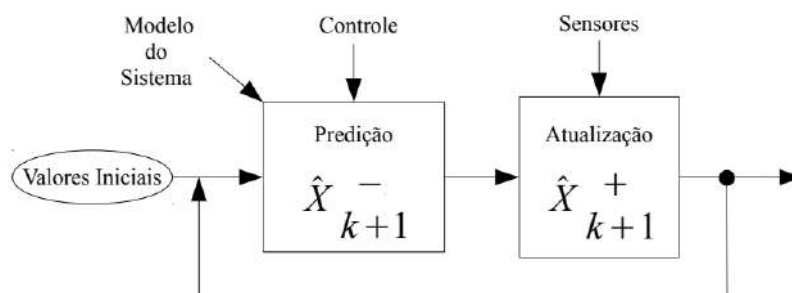 Modelo
do
Sistema
Controle
Sensores
Valores Iniciais
Predição
X̂ −
k+1
Atualização
X̂ +
k+1